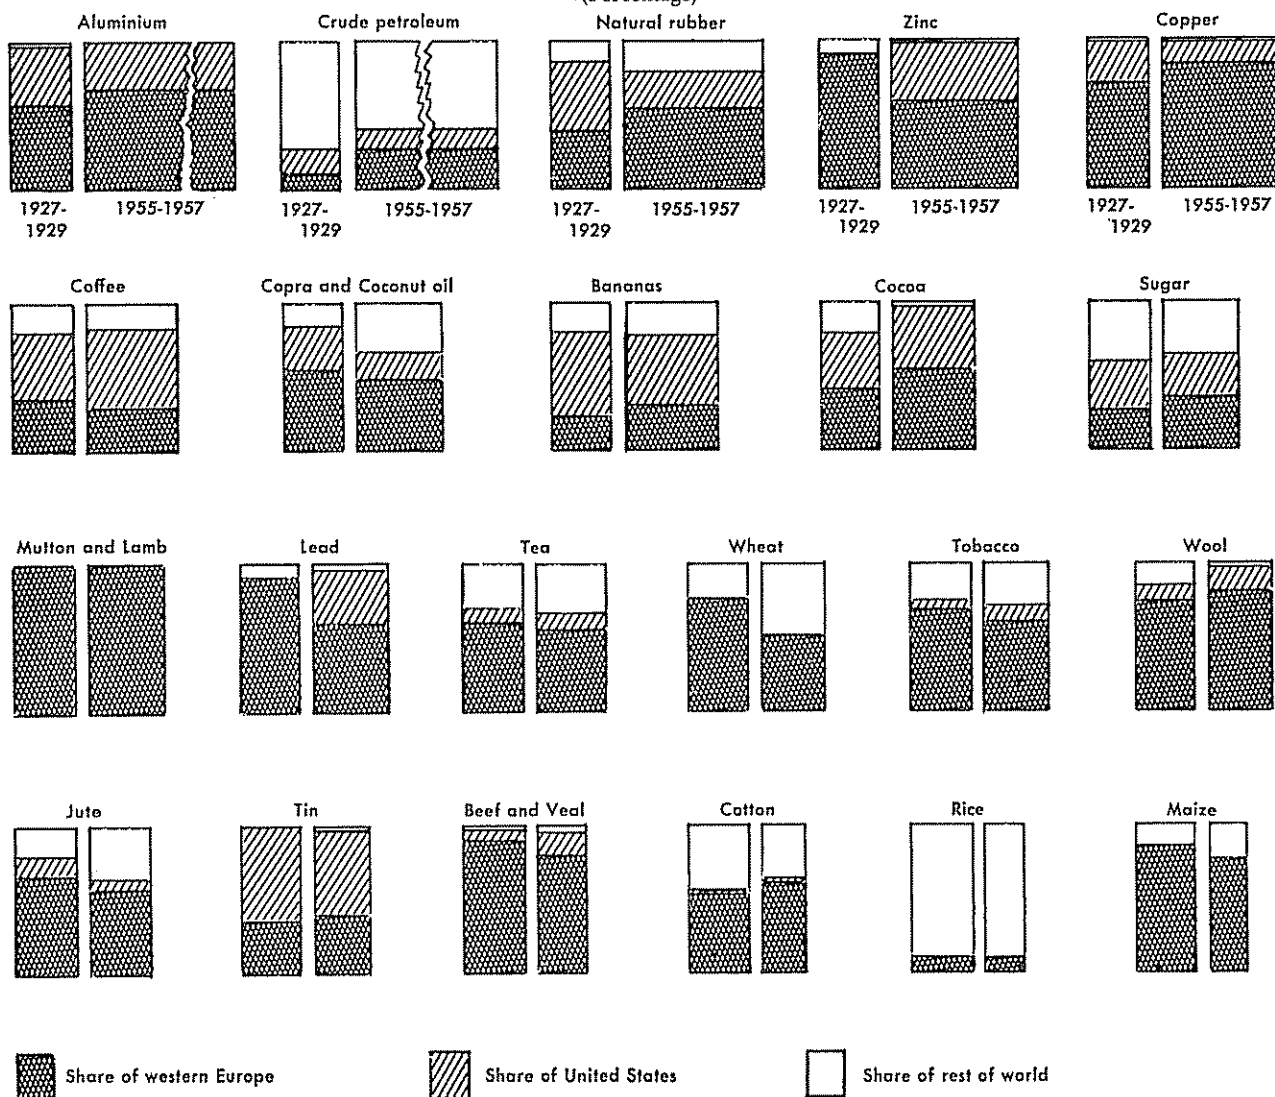 Aluminium Crude petroleum Natural rubber Zinc Copper
1927- 1955-1957 1927- 1955-1957 1927- 1955-1957 1927- 1955-1957 1927- 1955-1957
1929 1929 1929 1929 1929
Coffee Copra and Coconut oil Bananas Cocoa Sugar
Mutton and Lamb Lead Tea Wheat Tobacco Wool
Jute Tin Beef and Veal Cotton Rice Maize
Share of western Europe Share of United States Share of rest of world